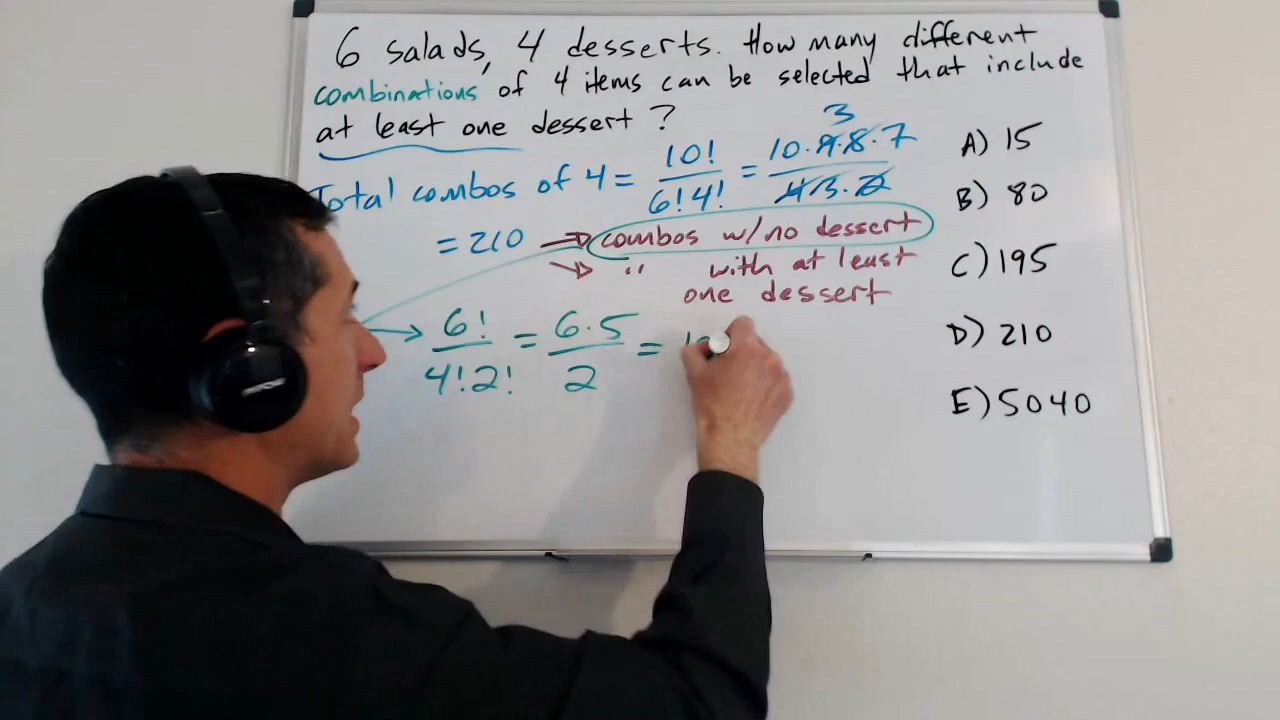 6 salads, 4 desserts. How many different
combinations of 4 items can be selected that include
at least one dessert?
Total combos of 4 = 10! / 6!4! = 10·9·8·7 / 4·3·2
3
= 210 → combos w/no dessert
→ " with at least
one dessert
→ 6! / 4!2! = 6·5 / 2 =
A) 15
B) 80
C) 195
D) 210
E) 5040